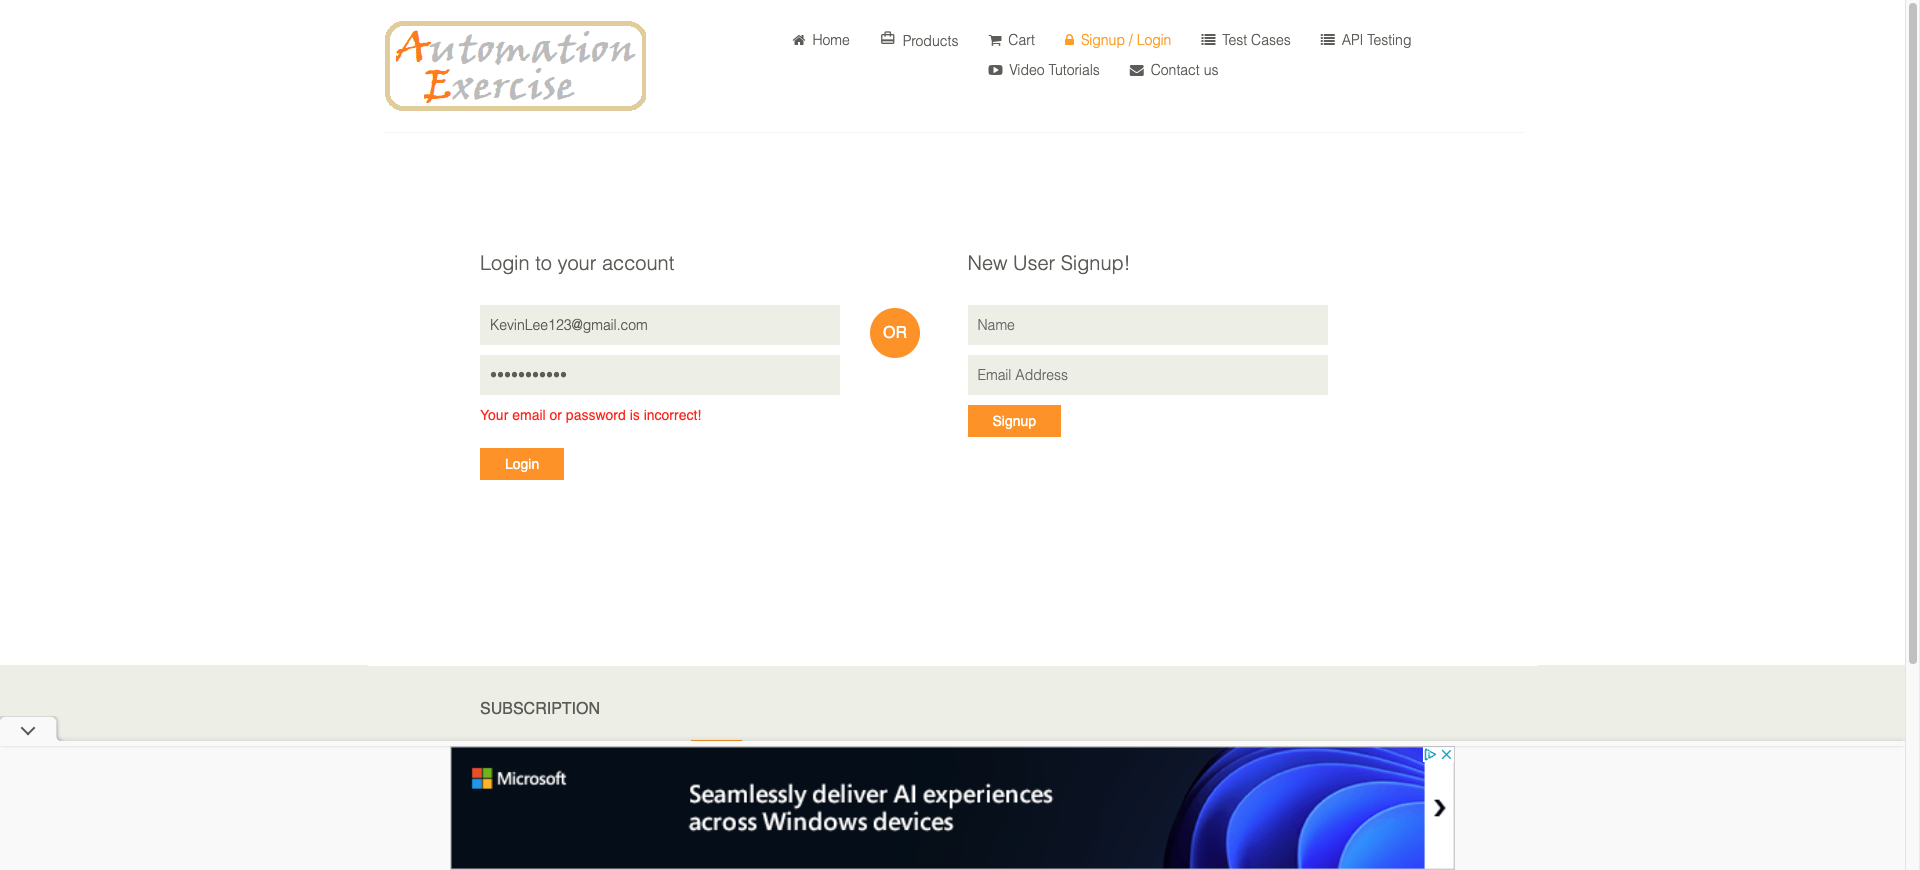 Automation
Exercise
Home
Products
Cart
Signup / Login
Test Cases
API Testing
Video Tutorials
Contact us
Login to your account
New User Signup!
KevinLee123@gmail.com
OR
Name
•••••••••••
Email Address
Your email or password is incorrect!
Signup
Login
SUBSCRIPTION
Microsoft
Seamlessly deliver AI experiences
across Windows devices